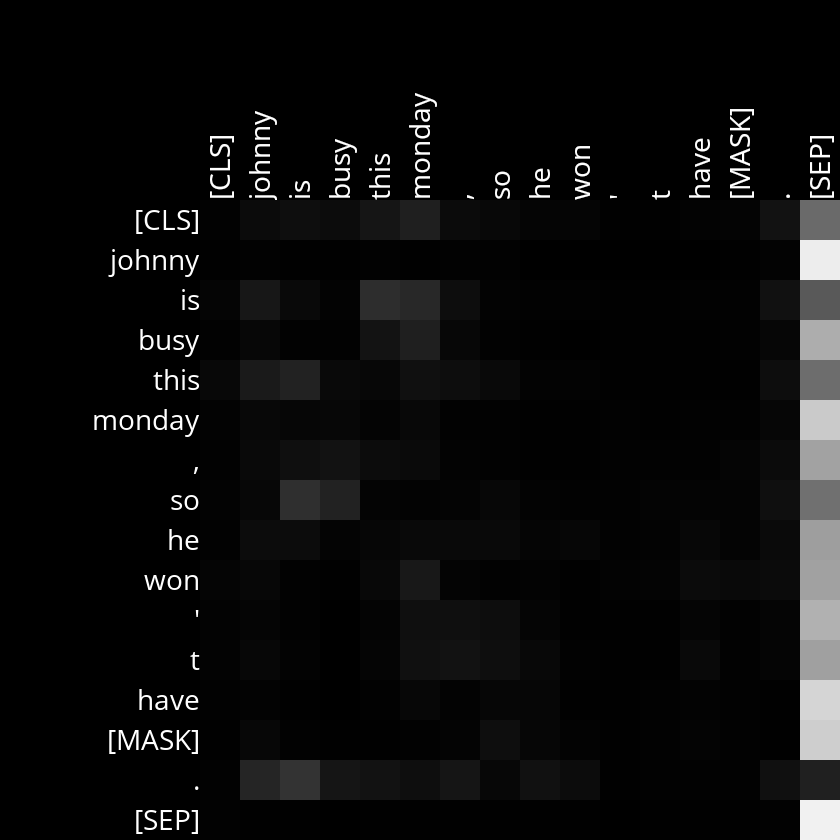 [CLS] johnny is busy this monday , so he won ' t have [MASK] . [SEP]
[CLS]
johnny
is
busy
this
monday
,
so
he
won
'
t
have
[MASK]
.
[SEP]